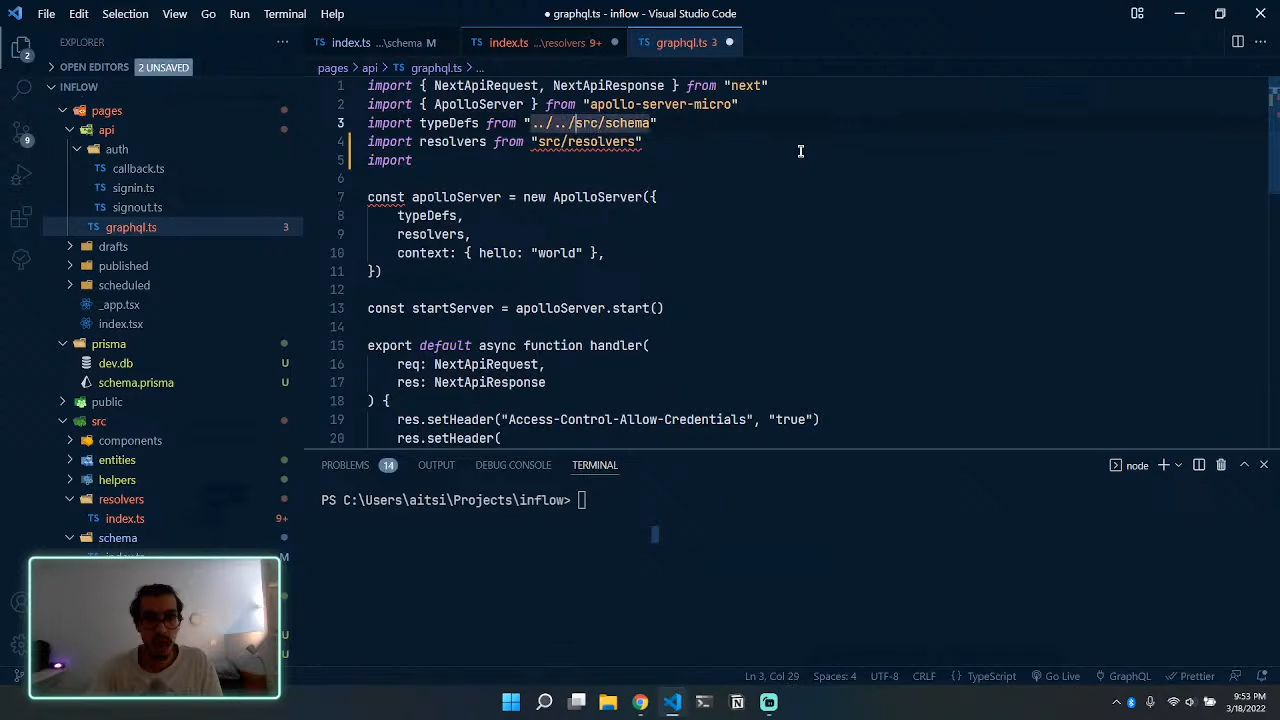 File Edit Selection View Go Run Terminal Help
● graphql.ts - inflow - Visual Studio Code
EXPLORER
index.ts ...\schema M
index.ts ...\resolvers 9+
graphql.ts 3
OPEN EDITORS 2 UNSAVED
pages > api > TS graphql.ts > ...
INFLOW
pages
api
auth
TS callback.ts
TS signin.ts
TS signout.ts
TS graphql.ts 3
drafts
published
scheduled
_app.tsx
index.tsx
prisma
dev.db U
schema.prisma U
public
src
components
entities
helpers
resolvers
TS index.ts 9+
schema
M
U
U
2
9
1 import { NextApiRequest, NextApiResponse } from "next"
2 import { ApolloServer } from "apollo-server-micro"
3 import typeDefs from "../../src/schema"
4 import resolvers from "src/resolvers"
5 import
6
7 const apolloServer = new ApolloServer({
8 typeDefs,
9 resolvers,
10 context: { hello: "world" },
11 })
12
13 const startServer = apolloServer.start()
14
15 export default async function handler(
16 req: NextApiRequest,
17 res: NextApiResponse
18 ) {
19 res.setHeader("Access-Control-Allow-Credentials", "true")
20 res.setHeader(
PROBLEMS 14 OUTPUT DEBUG CONSOLE TERMINAL
node
PS C:\Users\aitsi\Projects\inflow>
Ln 3, Col 29 Spaces: 4 UTF-8 CRLF {} TypeScript Go Live GraphQL Prettier
9:53 PM
3/18/2022